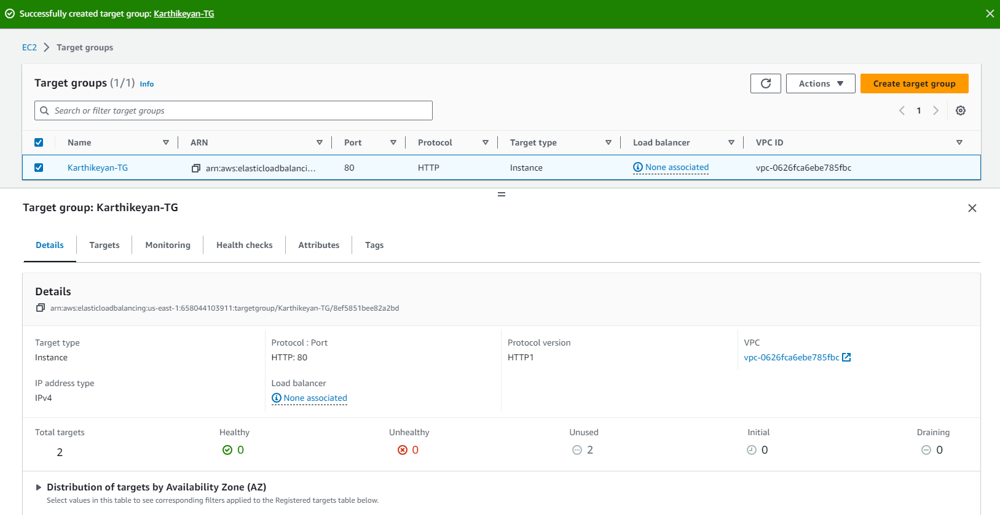 Successfully created target group: Karthikeyan-TG
EC2 Target groups
Target groups (1/1) Info
Actions Create target group
Search or filter target groups
1
Name ARN Port Protocol Target type Load balancer VPC ID
Karthikeyan-TG arn:aws:elasticloadbalanci... 80 HTTP Instance None associated vpc-0626fca6ebe785fbc
Target group: Karthikeyan-TG
Details Targets Monitoring Health checks Attributes Tags
Details
arn:aws:elasticloadbalancing:us-east-1:658044103911:targetgroup/Karthikeyan-TG/8ef5851bee82a2bd
Target type Protocol : Port Protocol version VPC
Instance HTTP: 80 HTTP1 vpc-0626fca6ebe785fbc
IP address type Load balancer
IPv4 None associated
Total targets Healthy Unhealthy Unused Initial Draining
2 0 0 2 0 0
Distribution of targets by Availability Zone (AZ)
Select values in this table to see corresponding filters applied to the Registered targets table below.